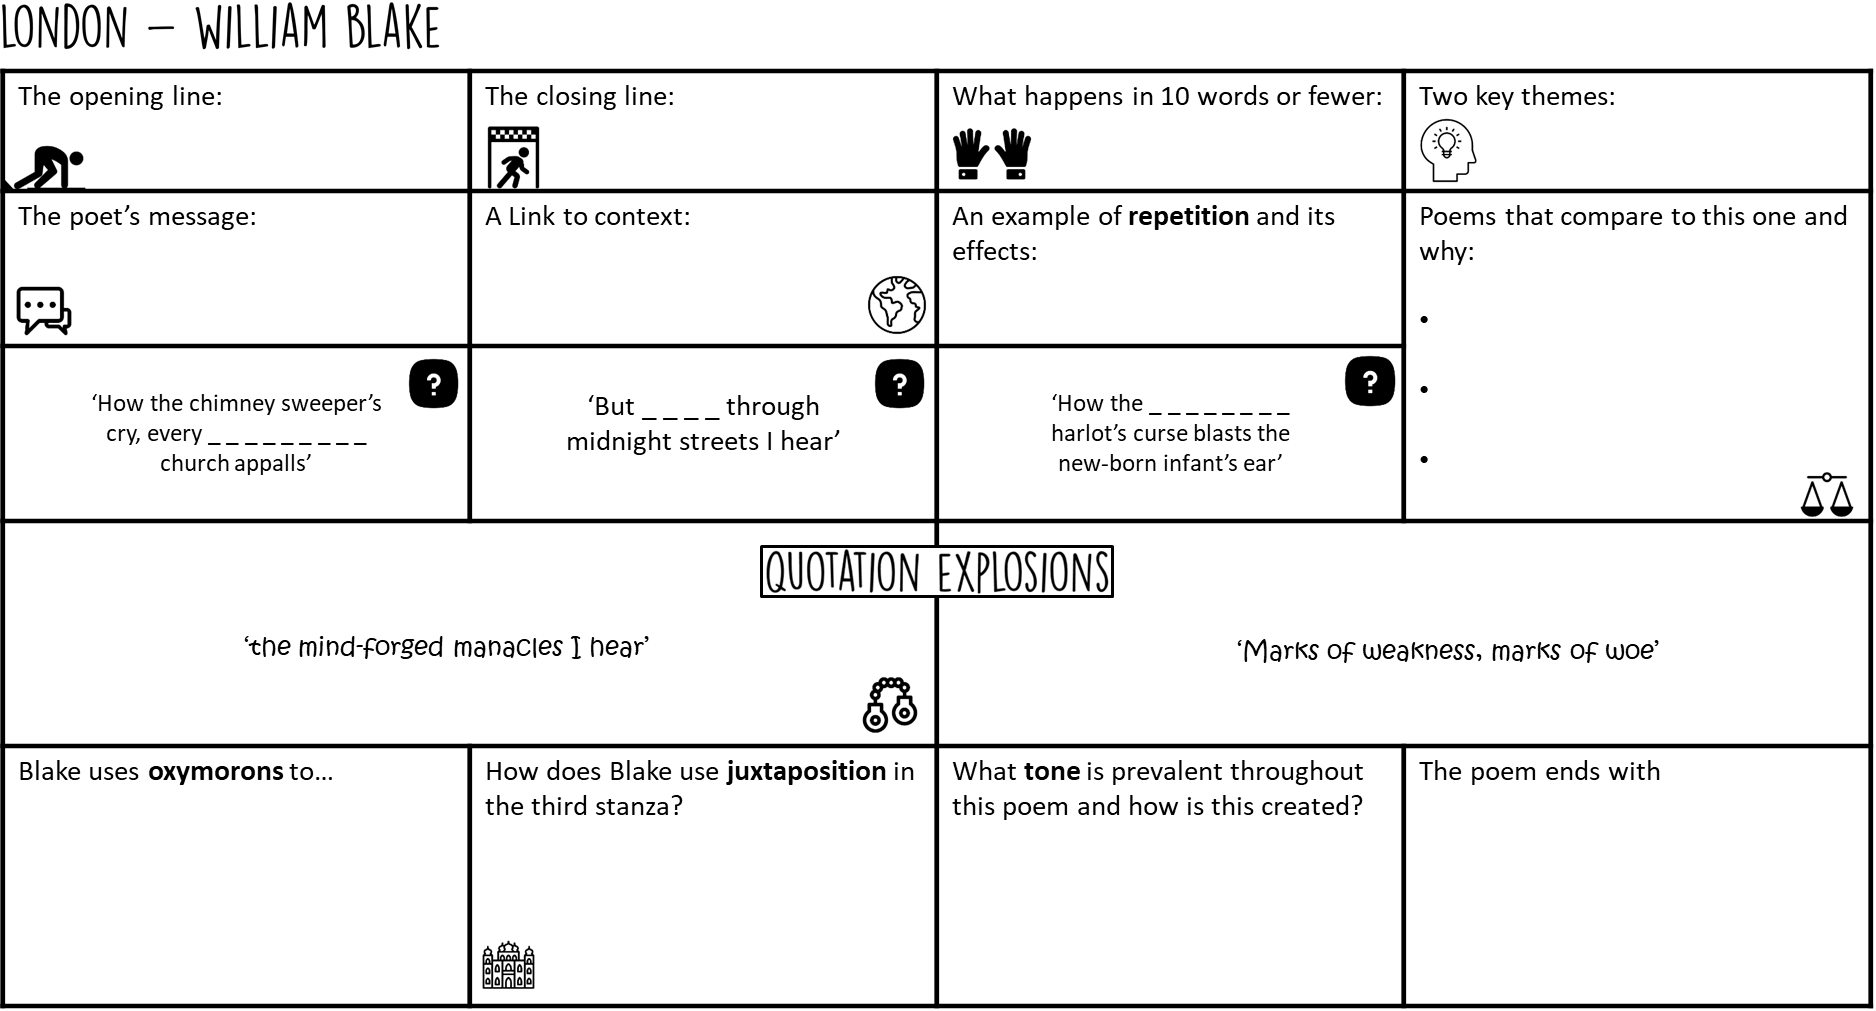 LONDON – WILLIAM BLAKE
The opening line:
The closing line:
What happens in 10 words or fewer:
Two key themes:
The poet’s message:
A Link to context:
An example of repetition and its
effects:
Poems that compare to this one and
why:
•
•
•
‘How the chimney sweeper’s
cry, every _ _ _ _ _ _ _ _ _
church appalls’
?
‘But _ _ _ _ through
midnight streets I hear’
?
‘How the _ _ _ _ _ _ _ _
harlot’s curse blasts the
new-born infant’s ear’
?
QUOTATION EXPLOSIONS
‘the mind-forged manacles I hear’
‘Marks of weakness, marks of woe’
Blake uses oxymorons to…
How does Blake use juxtaposition in
the third stanza?
What tone is prevalent throughout
this poem and how is this created?
The poem ends with